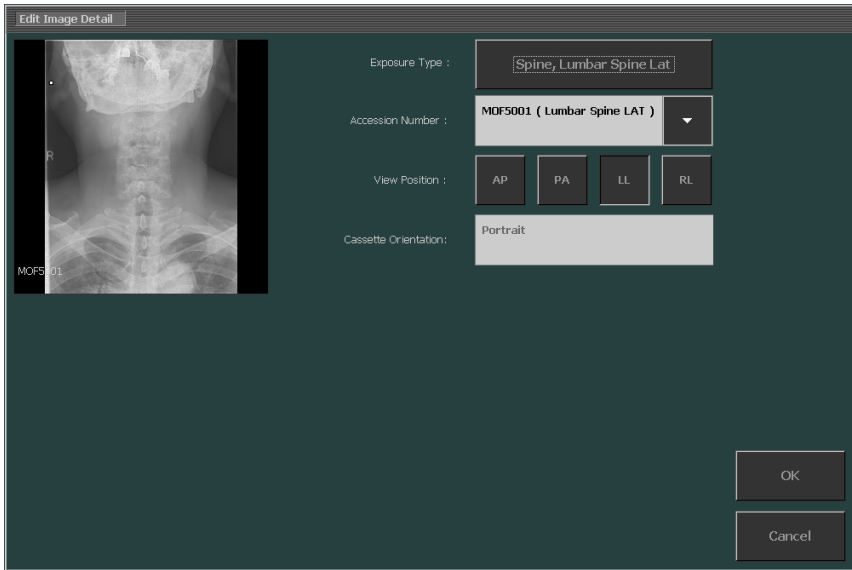 Edit Image Detail
Exposure Type :
Spine, Lumbar Spine Lat
Accession Number :
MOF5001 ( Lumbar Spine LAT )
View Position :
AP
PA
LL
RL
Cassette Orientation:
Portrait
R
MOF5001
OK
Cancel